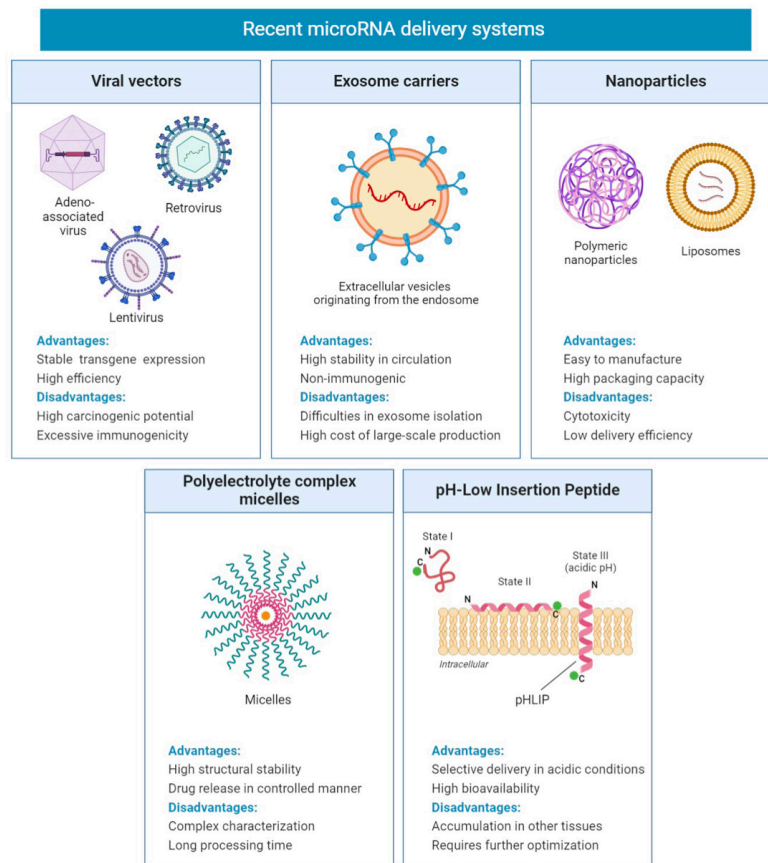 Recent microRNA delivery systems
Viral vectors
Adeno-
associated
virus
Retrovirus
Lentivirus
Advantages:
Stable transgene expression
High efficiency
Disadvantages:
High carcinogenic potential
Excessive immunogenicity
Exosome carriers
Extracellular vesicles
originating from the endosome
Advantages:
High stability in circulation
Non-immunogenic
Disadvantages:
Difficulties in exosome isolation
High cost of large-scale production
Nanoparticles
Polymeric
nanoparticles
Liposomes
Advantages:
Easy to manufacture
High packaging capacity
Disadvantages:
Cytotoxicity
Low delivery efficiency
Polyelectrolyte complex
micelles
Micelles
Advantages:
High structural stability
Drug release in controlled manner
Disadvantages:
Complex characterization
Long processing time
pH-Low Insertion Peptide
State I
N
C
State II
N
C
State III
(acidic pH)
N
C
Intracellular
pHLIP
Advantages:
Selective delivery in acidic conditions
High bioavailability
Disadvantages:
Accumulation in other tissues
Requires further optimization